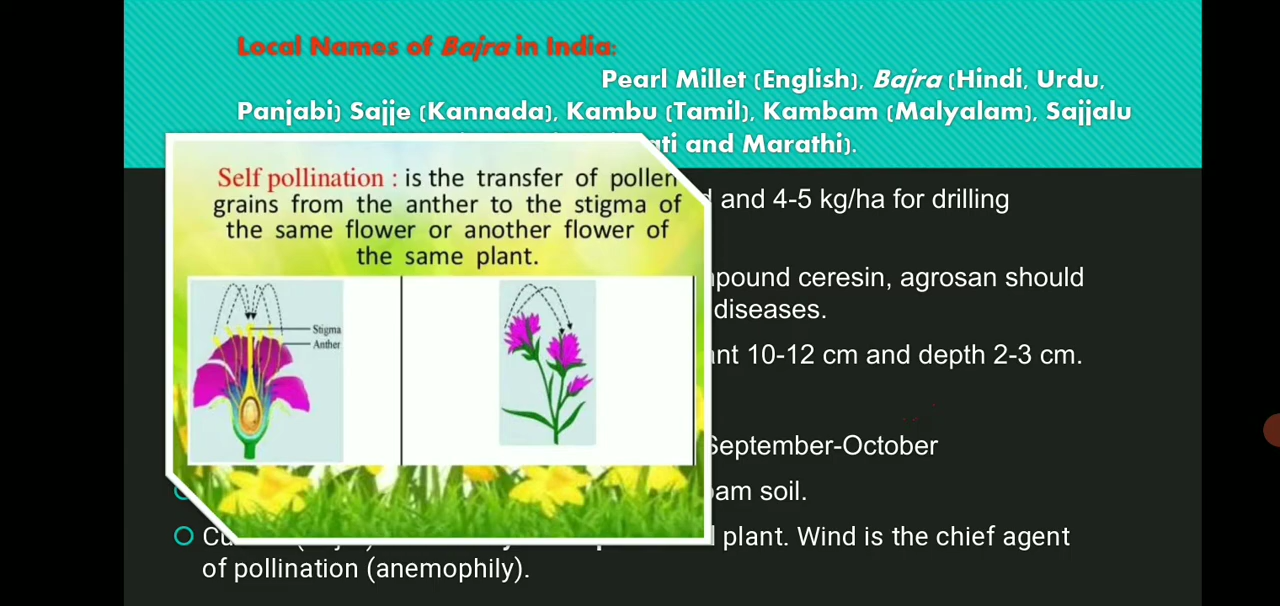 Local Names of Bajra in India:
Pearl Millet (English), Bajra (Hindi, Urdu,
Panjabi) Sajje (Kannada), Kambu (Tamil), Kambam (Malyalam), Sajjalu
and Marathi).
Self pollination : is the transfer of pollen
grains from the anther to the stigma of
the same flower or another flower of
the same plant.
Stigma
Anther
and 4-5 kg/ha for drilling
ceresin, agrosan should
diseases.
10-12 cm and depth 2-3 cm.
September-October
soil.
plant. Wind is the chief agent
of pollination (anemophily).